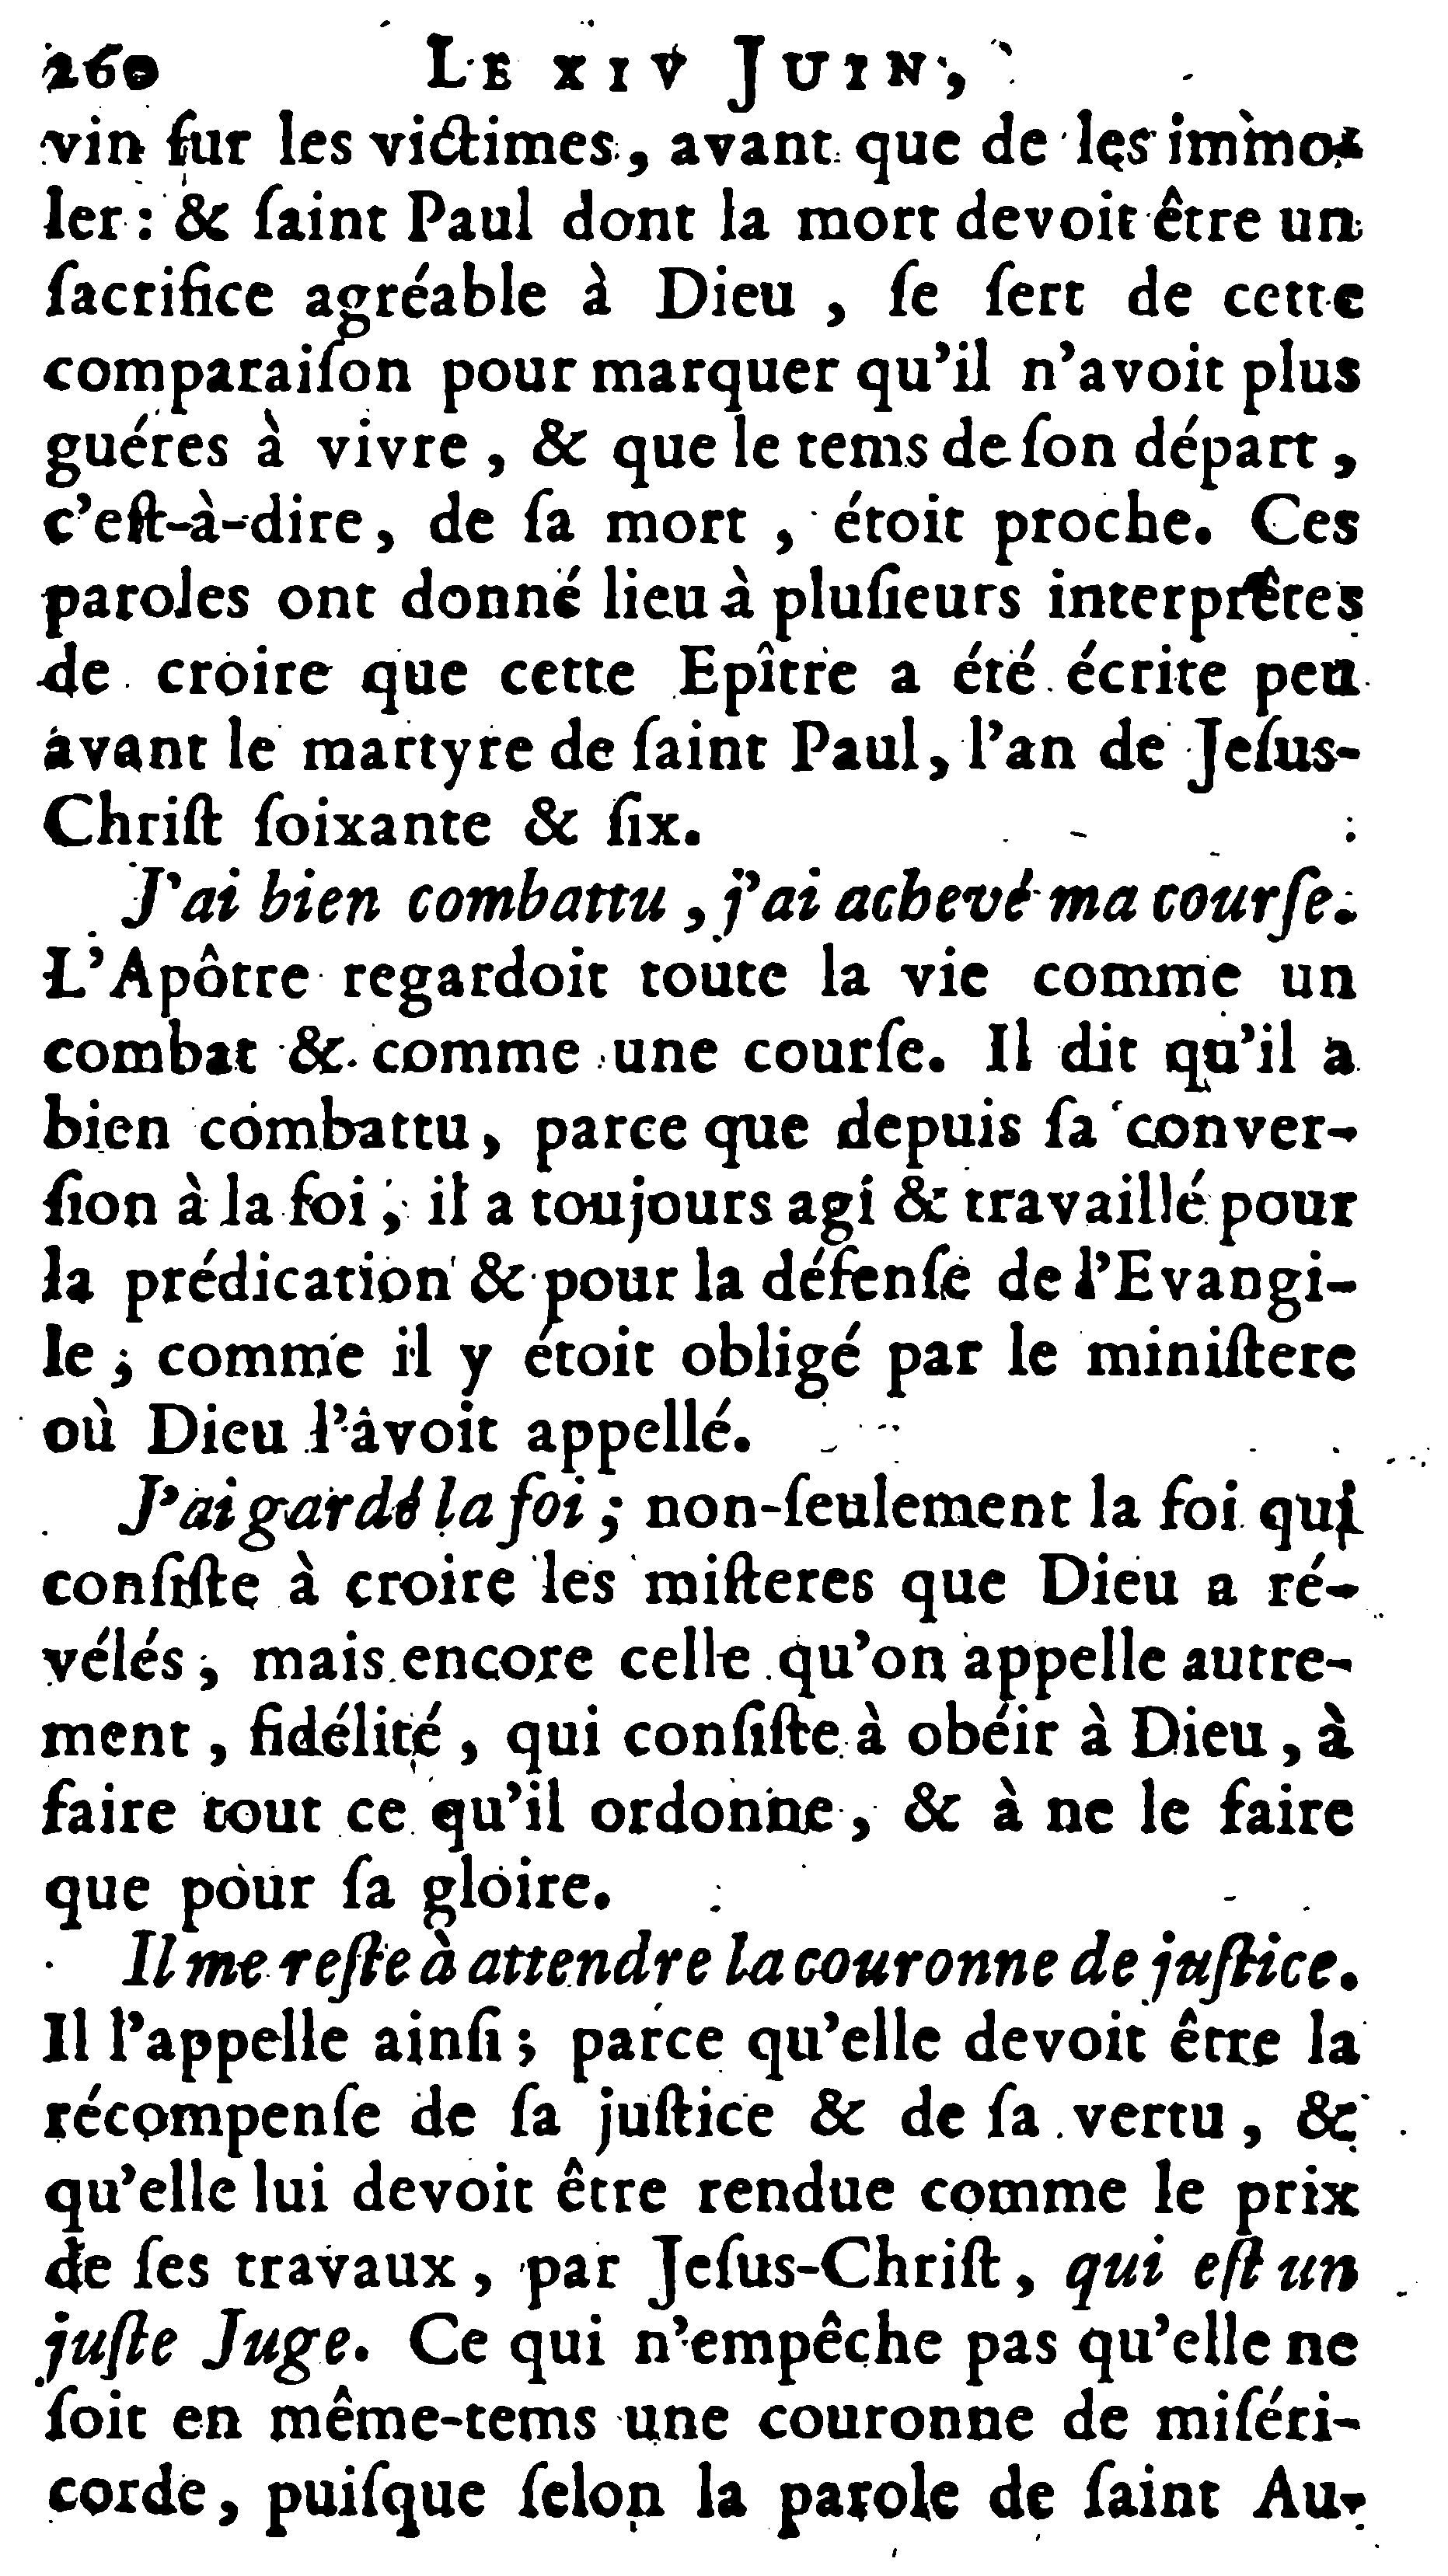 260 LE XIV JUIN,
vin ſur les victimes, avant que de les immo-
ler : & ſaint Paul dont la mort devoit être un
ſacrifice agréable à Dieu , ſe ſert de cette
comparaiſon pour marquer qu'il n'avoit plus
guéres à vivre , & que le tems de ſon départ ,
c'eſt-à-dire, de ſa mort , étoit proche. Ces
paroles ont donné lieu à pluſieurs interprêtes
de croire que cette Epître a été écrite peu
avant le martyre de ſaint Paul, l'an de Jeſus-
Chriſt ſoixante & ſix.
J'ai bien combattu , j'ai achevé ma courſe.
L'Apôtre regardoit toute la vie comme un
combat & comme une courſe. Il dit qu'il a
bien combattu, parce que depuis ſa conver-
ſion à la foi, il a toujours agi & travaillé pour
la prédication & pour la défenſe de l'Evangi-
le ; comme il y étoit obligé par le miniſtere
où Dieu l'avoit appellé.
J'ai gardé la foi ; non-ſeulement la foi qui
conſiſte à croire les miſteres que Dieu a ré-
vélés, mais encore celle qu'on appelle autre-
ment , fidélité , qui conſiſte à obéir à Dieu , à
faire tout ce qu'il ordonne , & à ne le faire
que pour ſa gloire.
Il me reſte à attendre la couronne de juſtice.
Il l'appelle ainſi ; parce qu'elle devoit être la
récompenſe de ſa juſtice & de ſa vertu , &
qu'elle lui devoit être rendue comme le prix
de ſes travaux , par Jeſus-Chriſt, qui eſt un
juſte Juge. Ce qui n'empêche pas qu'elle ne
ſoit en même-tems une couronne de miſéri-
corde, puiſque ſelon la parole de ſaint Au-